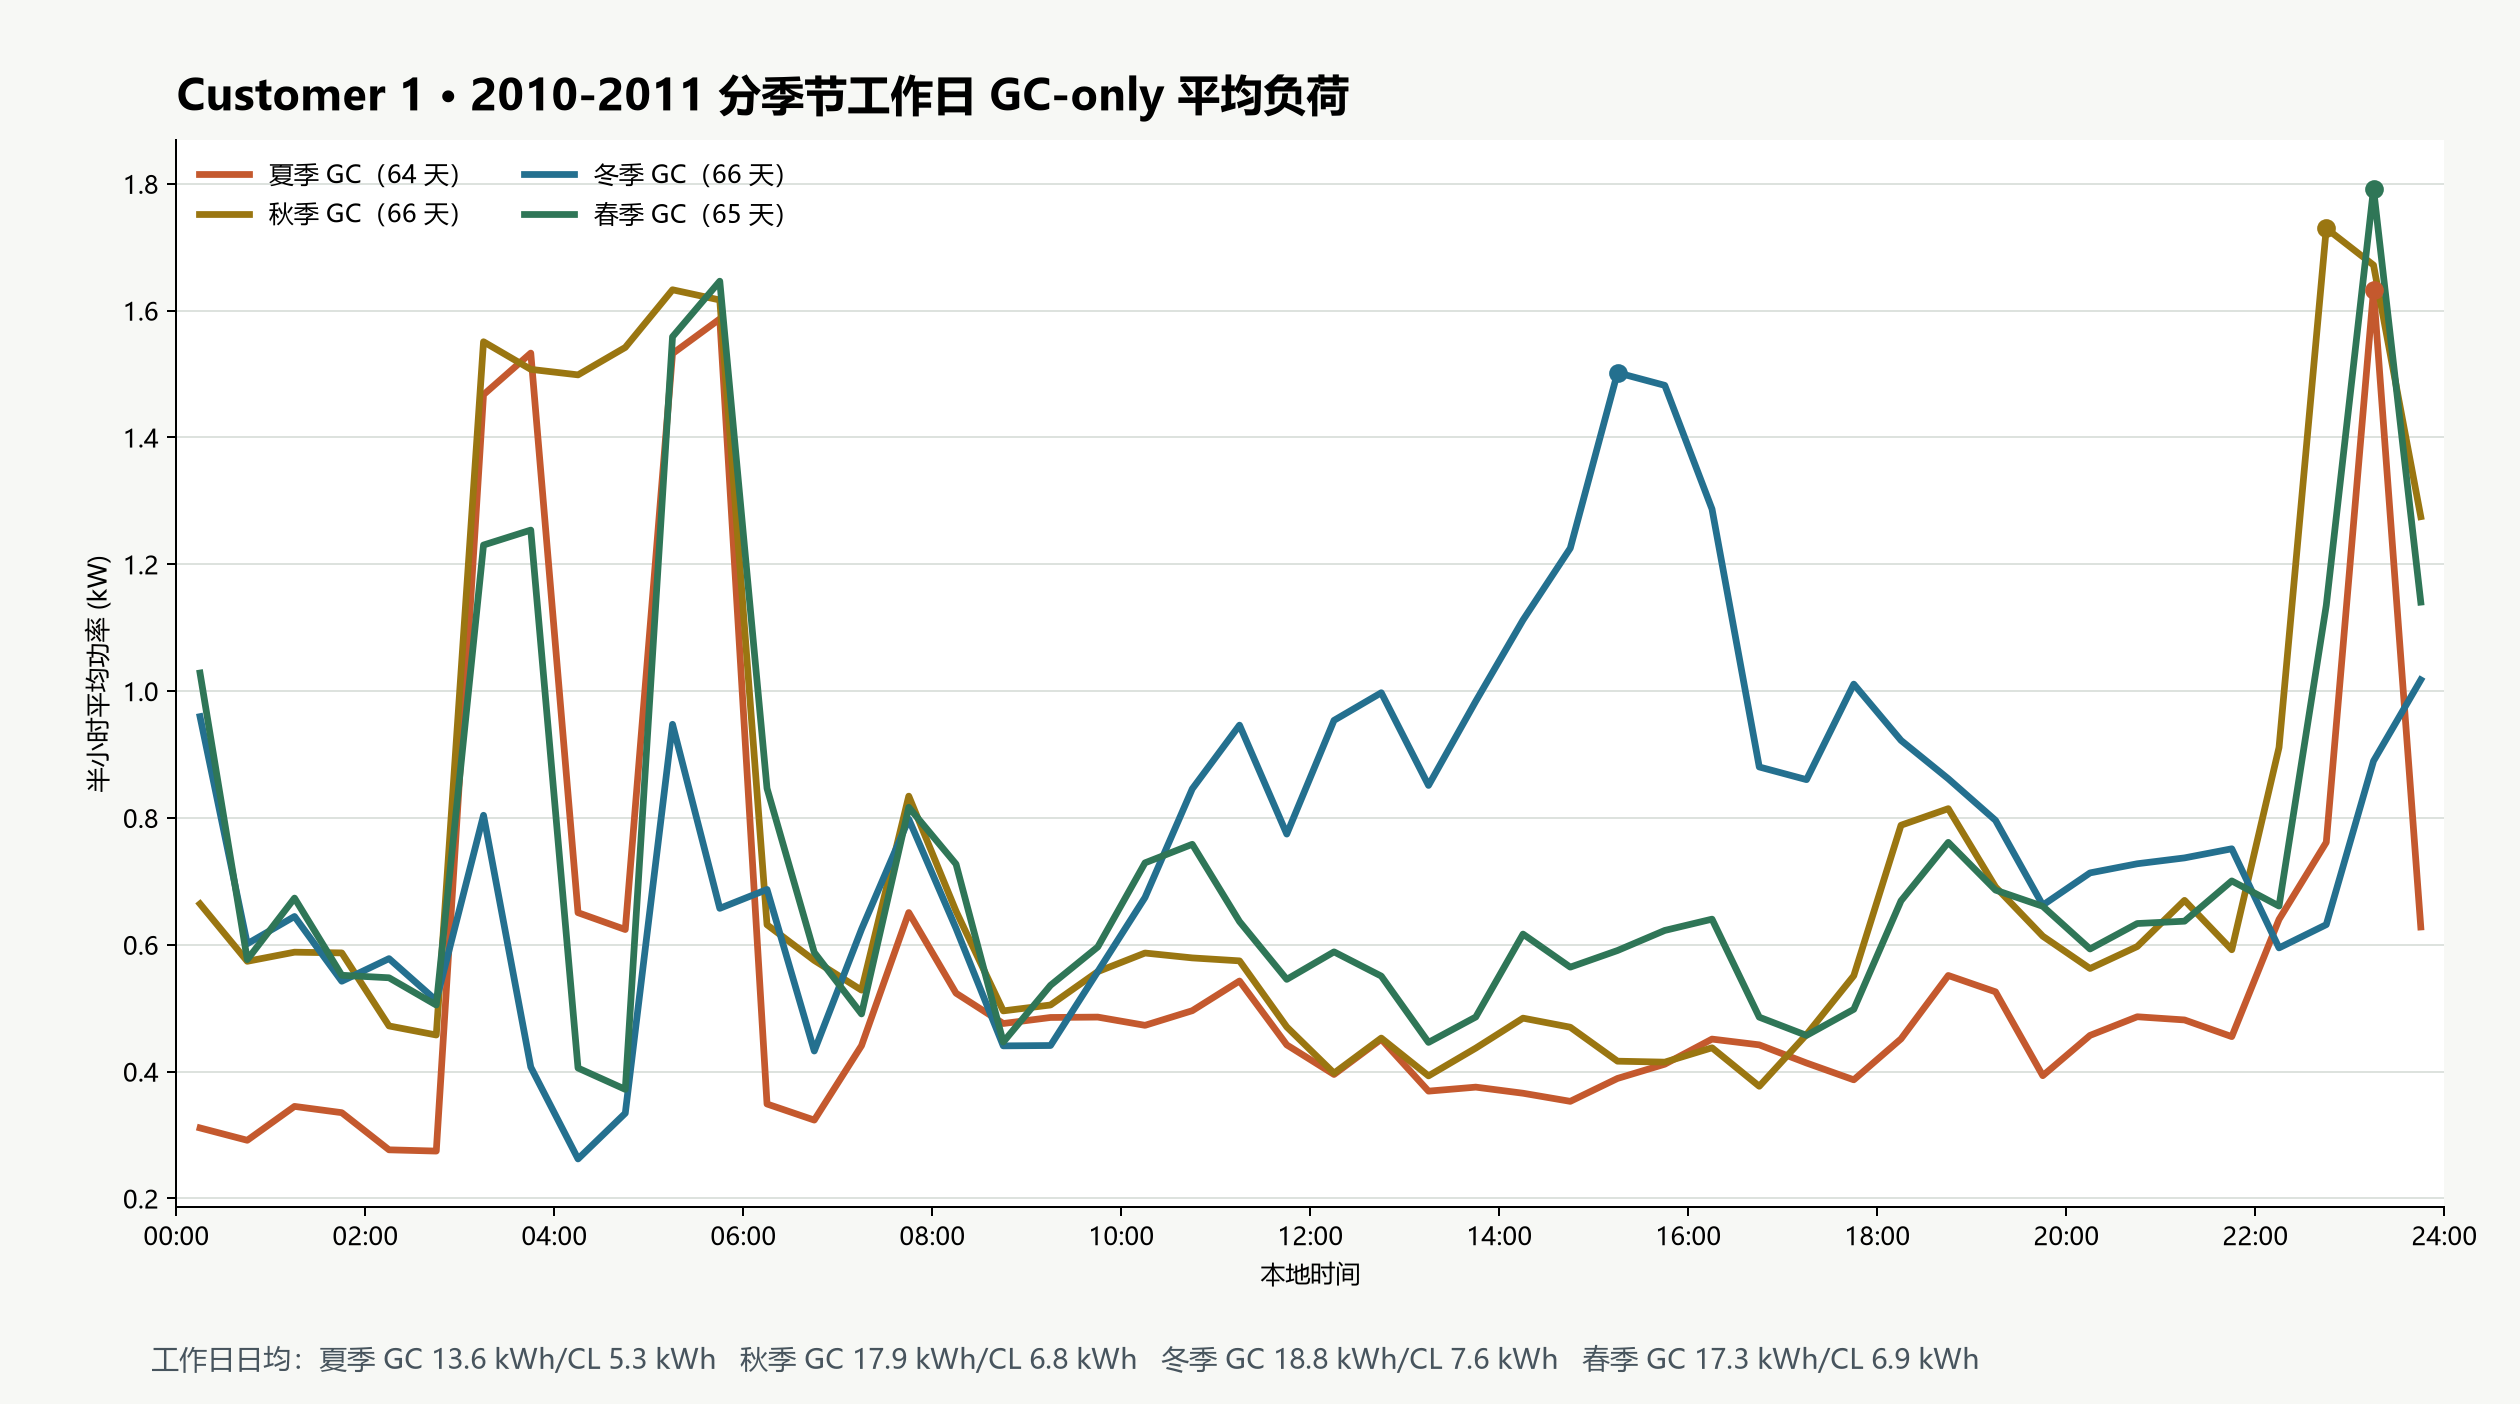 Customer 1 • 2010-2011 分季节工作日 GC-only 平均负荷
夏季 GC（64 天）
秋季 GC（66 天）
冬季 GC（66 天）
春季 GC（65 天）
半小时平均功率 (kW)
1.8
1.6
1.4
1.2
1.0
0.8
0.6
0.4
0.2
00:00 02:00 04:00 06:00 08:00 10:00 12:00 14:00 16:00 18:00 20:00 22:00 24:00
本地时间
工作日日均：夏季 GC 13.6 kWh/CL 5.3 kWh 秋季 GC 17.9 kWh/CL 6.8 kWh 冬季 GC 18.8 kWh/CL 7.6 kWh 春季 GC 17.3 kWh/CL 6.9 kWh